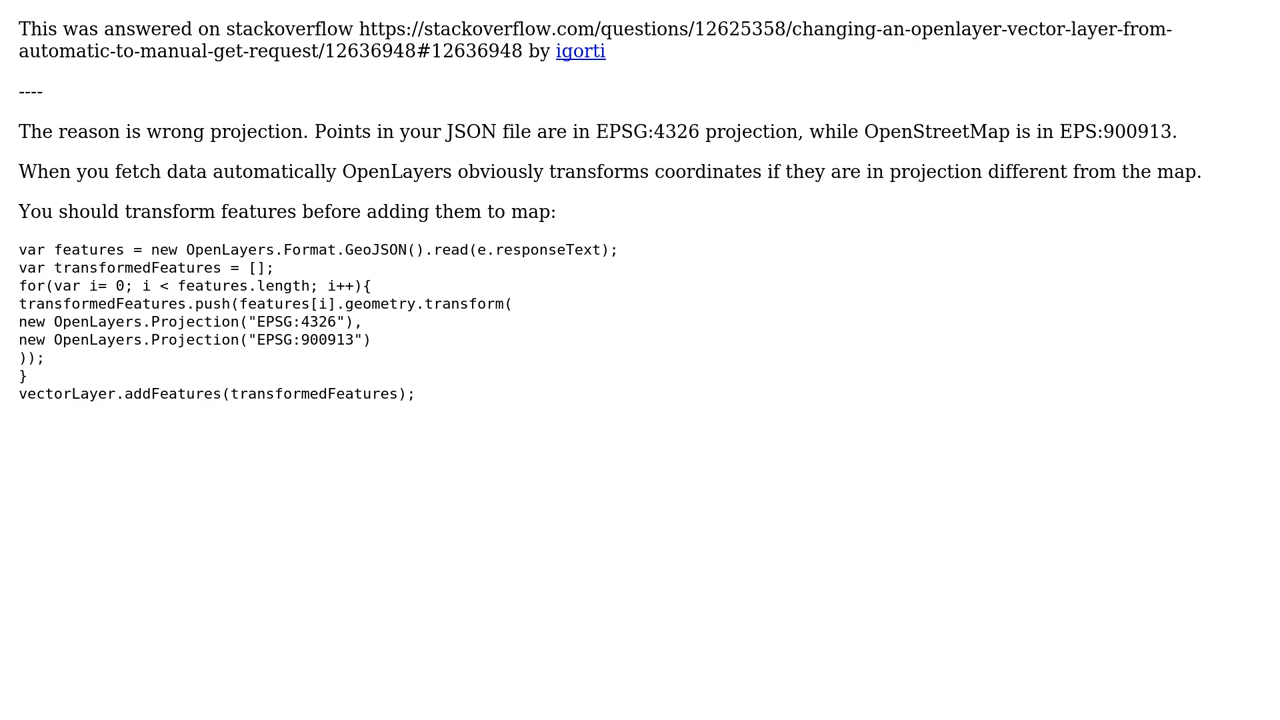 This was answered on stackoverflow https://stackoverflow.com/questions/12625358/changing-an-openlayer-vector-layer-from-
automatic-to-manual-get-request/12636948#12636948 by igorti
----
The reason is wrong projection. Points in your JSON file are in EPSG:4326 projection, while OpenStreetMap is in EPS:900913.
When you fetch data automatically OpenLayers obviously transforms coordinates if they are in projection different from the map.
You should transform features before adding them to map:
var features = new OpenLayers.Format.GeoJSON().read(e.responseText);
var transformedFeatures = [];
for(var i= 0; i < features.length; i++){
transformedFeatures.push(features[i].geometry.transform(
new OpenLayers.Projection("EPSG:4326"),
new OpenLayers.Projection("EPSG:900913")
));
}
vectorLayer.addFeatures(transformedFeatures);